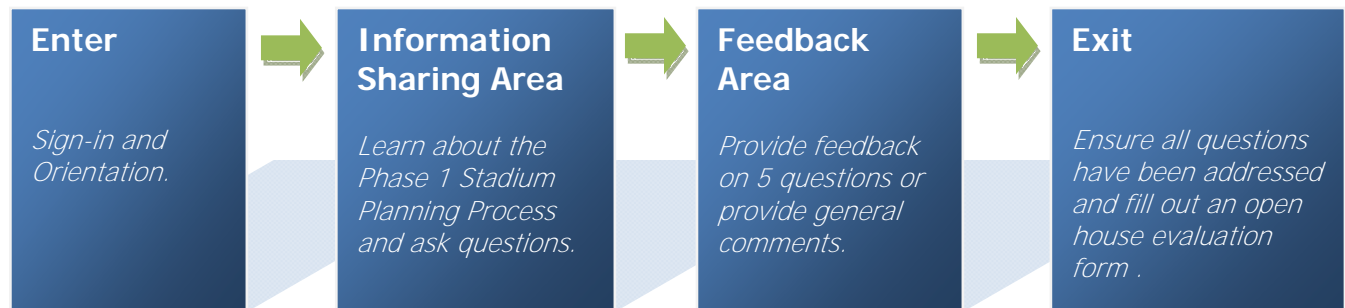 Enter
Sign-in and
Orientation.
Information
Sharing Area
Learn about the
Phase 1 Stadium
Planning Process
and ask questions.
Feedback
Area
Provide feedback
on 5 questions or
provide general
comments.
Exit
Ensure all questions
have been addressed
and fill out an open
house evaluation
form .